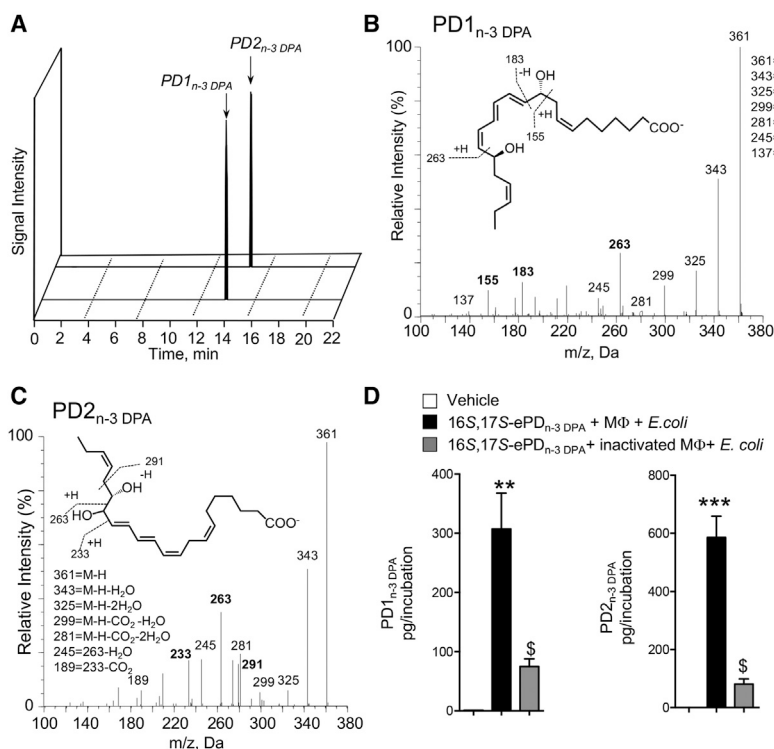 A
PD2n-3 DPA
PD1n-3 DPA
Signal Intensity
0 2 4 6 8 10 12 14 16 18 20 22
Time, min
B
PD1n-3 DPA
100
Relative Intensity (%)
0
183
-H
OH
+H
155
COO-
+H
263
OH
361
361=
343=
325=
299=
281=
245=
137=
343
325
299
281
263
245
183
155
137
100 140 180 220 260 300 340 380
m/z, Da
C
PD2n-3 DPA
100
Relative Intensity (%)
0
291
-H
OH
+H
263
HO
+H
233
COO-
361=M-H
343=M-H-H2O
325=M-H-2H2O
299=M-H-CO2-H2O
281=M-H-CO2-2H2O
245=263-H2O
189=233-CO2
361
343
325
299
291
281
263
245
233
189
100 140 180 220 260 300 340 380
m/z, Da
D
Vehicle
16S,17S-ePDn-3 DPA + MΦ + E.coli
16S,17S-ePDn-3 DPA+ inactivated MΦ+ E. coli
PD1n-3 DPA
pg/incubation
400
300
200
100
0
**
$
PD2n-3 DPA
pg/incubation
800
600
400
200
0
***
$